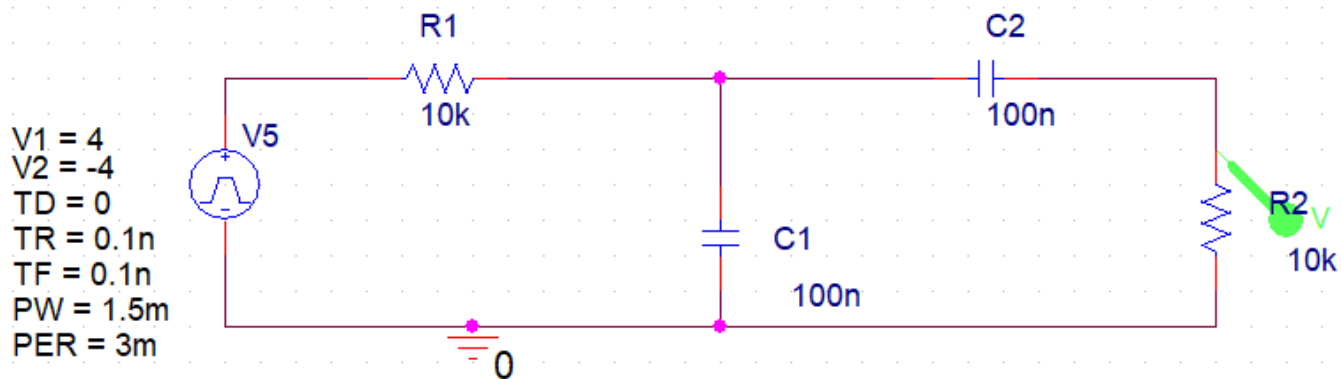 R1
C2
10k
100n
V1 = 4
V5
V2 = -4
TD = 0
TR = 0.1n
R2
V
TF = 0.1n
C1
10k
PW = 1.5m
100n
PER = 3m
0